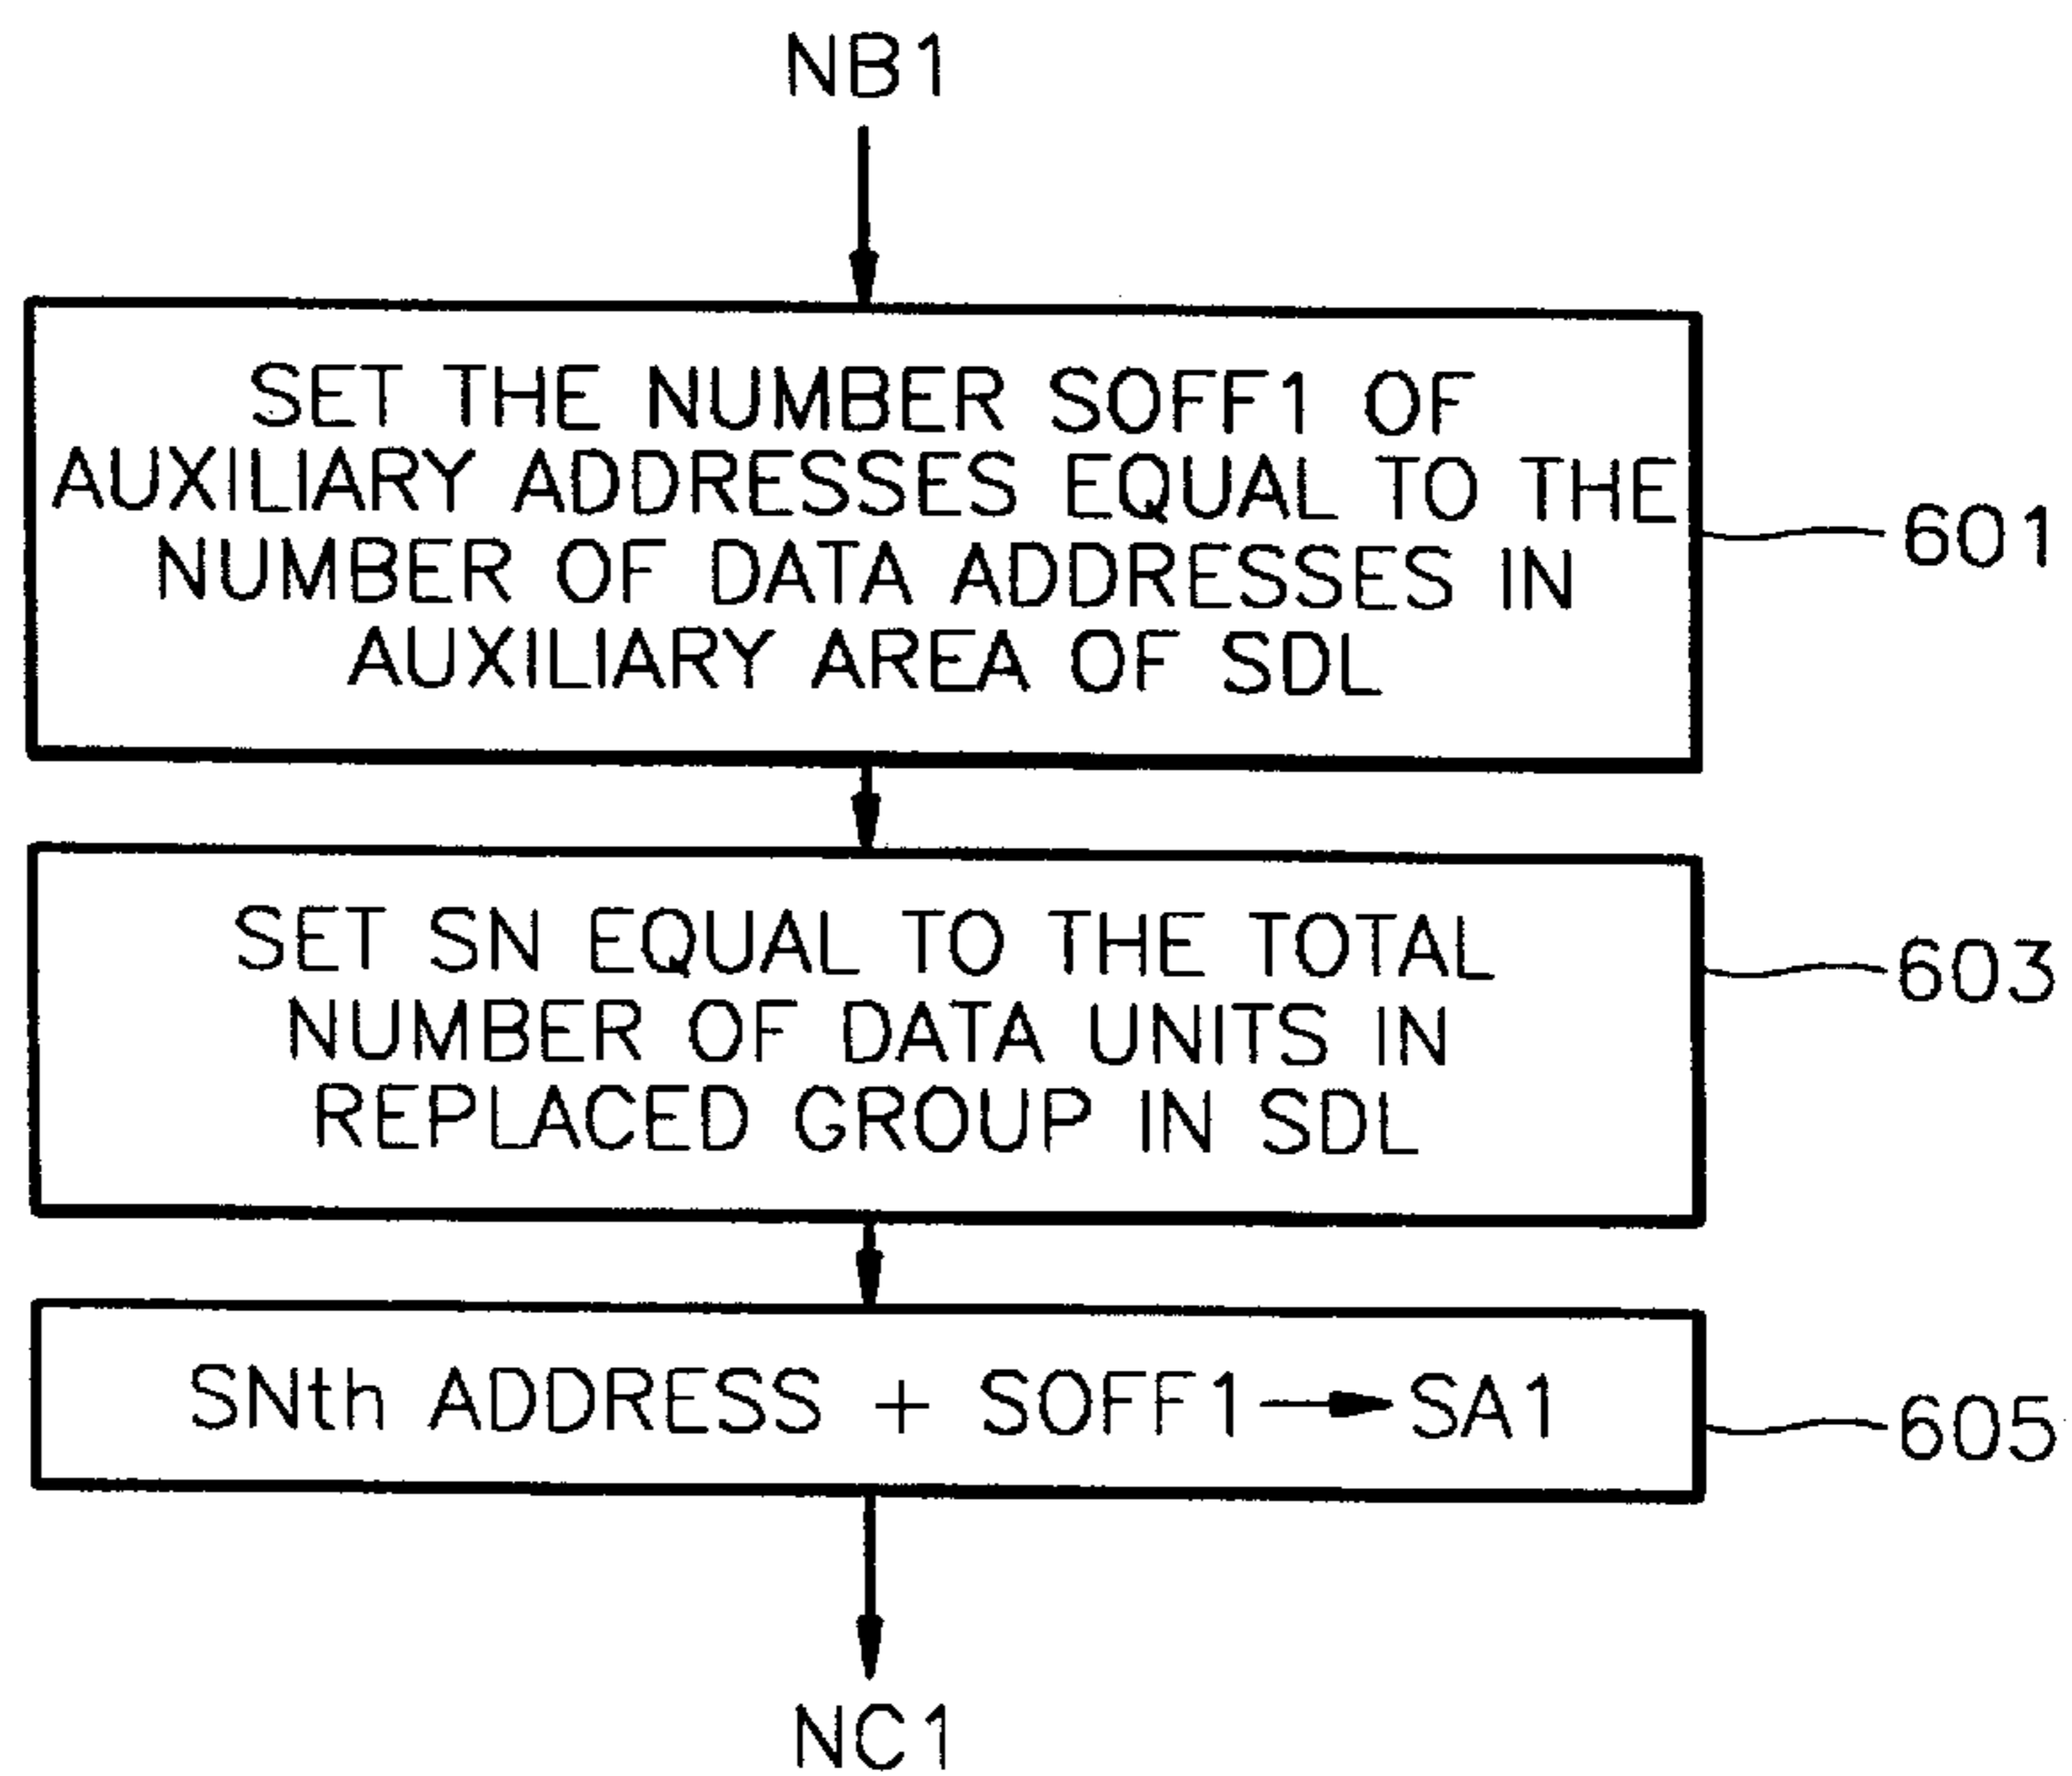 NB1
SET THE NUMBER SOFF1 OF
AUXILIARY ADDRESSES EQUAL TO THE
NUMBER OF DATA ADDRESSES IN
AUXILIARY AREA OF SDL
601
SET SN EQUAL TO THE TOTAL
NUMBER OF DATA UNITS IN
REPLACED GROUP IN SDL
603
SNth ADDRESS + SOFF1 → SA1
605
NC1